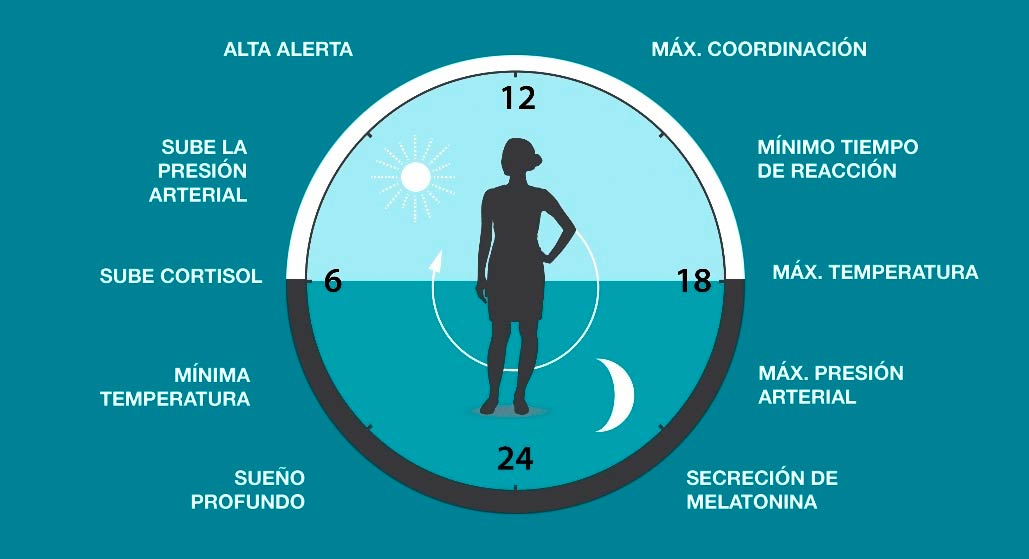 ALTA ALERTA
MÁX. COORDINACIÓN
12
SUBE LA
PRESIÓN
ARTERIAL
MÍNIMO TIEMPO
DE REACCIÓN
SUBE CORTISOL
6
18
MÁX. TEMPERATURA
MÍNIMA
TEMPERATURA
MÁX. PRESIÓN
ARTERIAL
24
SUEÑO
PROFUNDO
SECRECIÓN DE
MELATONINA